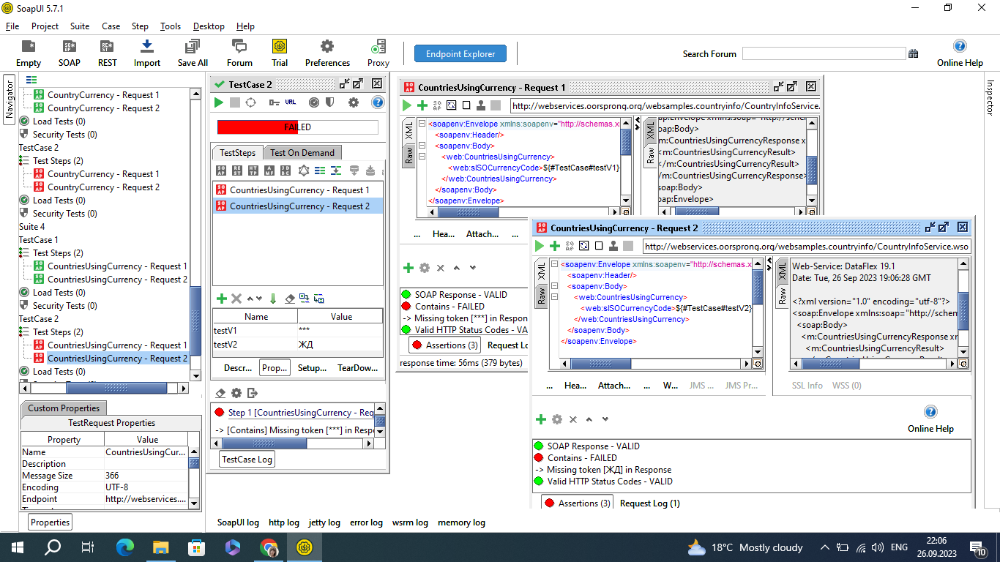 SoapUI 5.7.1
File Project Suite Case Step Tools Desktop Help
Empty SOAP REST Import Save All Forum Trial Preferences Proxy
Endpoint Explorer
Search Forum
Online Help
Navigator
CountryCurrency - Request 1
CountryCurrency - Request 2
Load Tests (0)
Security Tests (0)
TestCase 2
Test Steps (2)
CountryCurrency - Request 1
CountryCurrency - Request 2
Load Tests (0)
Security Tests (0)
Suite 4
TestCase 1
Test Steps (2)
CountriesUsingCurrency - Request 1
CountriesUsingCurrency - Request 2
Load Tests (0)
Security Tests (0)
TestCase 2
Test Steps (2)
CountriesUsingCurrency - Request 1
CountriesUsingCurrency - Request 2
Load Tests (0)
Custom Properties
TestRequest Properties
Property Value
Name CountriesUsingCur...
Description
Message Size 366
Encoding UTF-8
Endpoint http://webservices....
Properties
TestCase 2
URL
FAILED
TestSteps Test On Demand
CountriesUsingCurrency - Request 1
CountriesUsingCurrency - Request 2
Name Value
testV1 ***
testV2 ЖД
Descr... Prop... Setup... TearDow...
Step 1 [CountriesUsingCurrency - Req
-> [Contains] Missing token [***] in Respo
TestCase Log
CountriesUsingCurrency - Request 1
http://webservices.oorsprong.org/websamples.countryinfo/CountryInfoService.
XML
Raw
<soapenv:Envelope xmlns:soapenv="http://schemas.x
<soapenv:Header/>
<soapenv:Body>
<web:CountriesUsingCurrency>
<web:sISOCurrencyCode>${#TestCase#testV1}
</web:CountriesUsingCurrency>
</soapenv:Body>
</soapenv:Envelope>
XML
Raw
oap:Envelope xmlns:soap="http://sche
oap:Body>
m:CountriesUsingCurrencyResponse x
<m:CountriesUsingCurrencyResult>
</m:CountriesUsingCurrencyResult>
/m:CountriesUsingCurrencyResponse>
soap:Body>
oap:Envelope>
... Hea... Attach... ...
SOAP Response - VALID
Contains - FAILED
-> Missing token [***] in Respon
Valid HTTP Status Codes - VA
Assertions (3) Request Lo
response time: 56ms (379 bytes)
CountriesUsingCurrency - Request 2
http://webservices.oorsprong.org/websamples.countryinfo/CountryInfoService.wso
XML
Raw
<soapenv:Envelope xmlns:soapenv="http://schemas.x
<soapenv:Header/>
<soapenv:Body>
<web:CountriesUsingCurrency>
<web:sISOCurrencyCode>${#TestCase#testV2}
</web:CountriesUsingCurrency>
</soapenv:Body>
</soapenv:Envelope>
XML
Raw
Web-Service: DataFlex 19.1
Date: Tue, 26 Sep 2023 19:06:28 GMT
<?xml version="1.0" encoding="utf-8"?>
<soap:Envelope xmlns:soap="http://schem
<soap:Body>
<m:CountriesUsingCurrencyResponse xr
<m:CountriesUsingCurrencyResult>
... Hea... Attach... ... W... JMS ... JMS Pr...
SSL Info WSS (0)
Online Help
SOAP Response - VALID
Contains - FAILED
-> Missing token [ЖД] in Response
Valid HTTP Status Codes - VALID
Assertions (3) Request Log (1)
Inspector
SoapUI log http log jetty log error log wsrm log memory log
18°C Mostly cloudy
ENG
22:06
26.09.2023
10